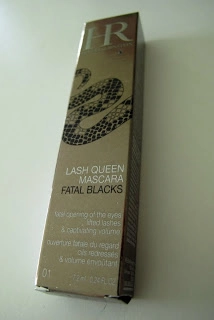 HR
LASH QUEEN
MASCARA
FATAL BLACKS
fatal opening of the eyes
lifted lashes
& captivating volume
ouverture fatale du regard
cils redressés
& volume envoûtant
01